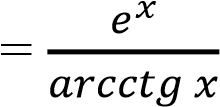 = e^x / arcctg x